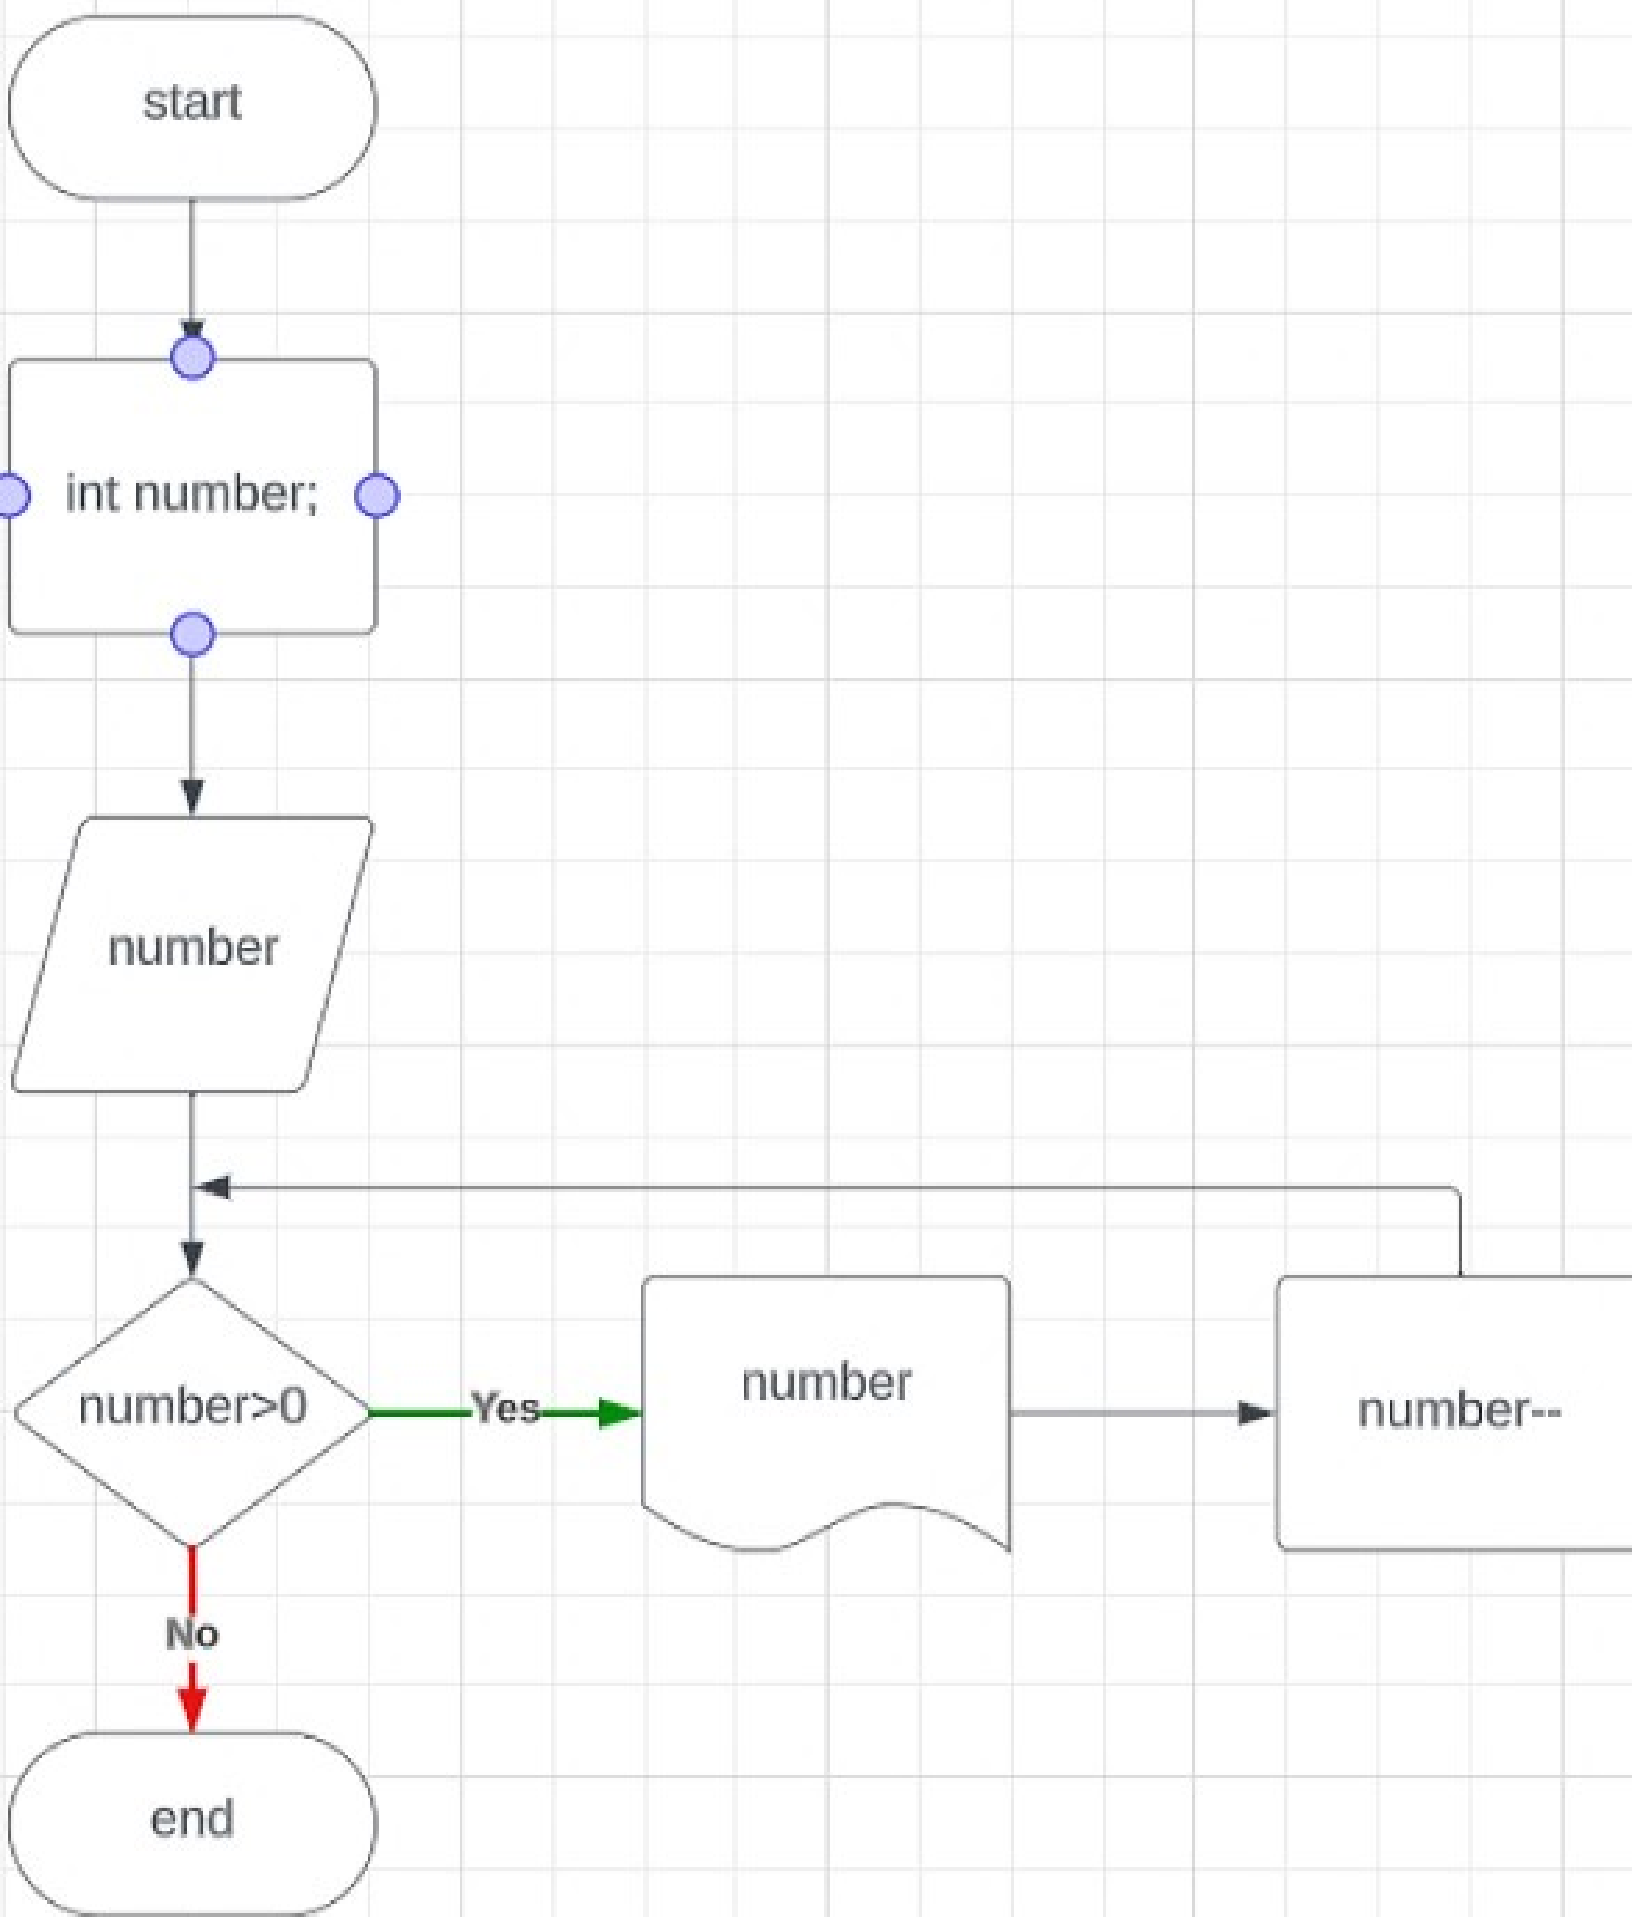 start
int number;
number
number>0
Yes
number
number--
No
end